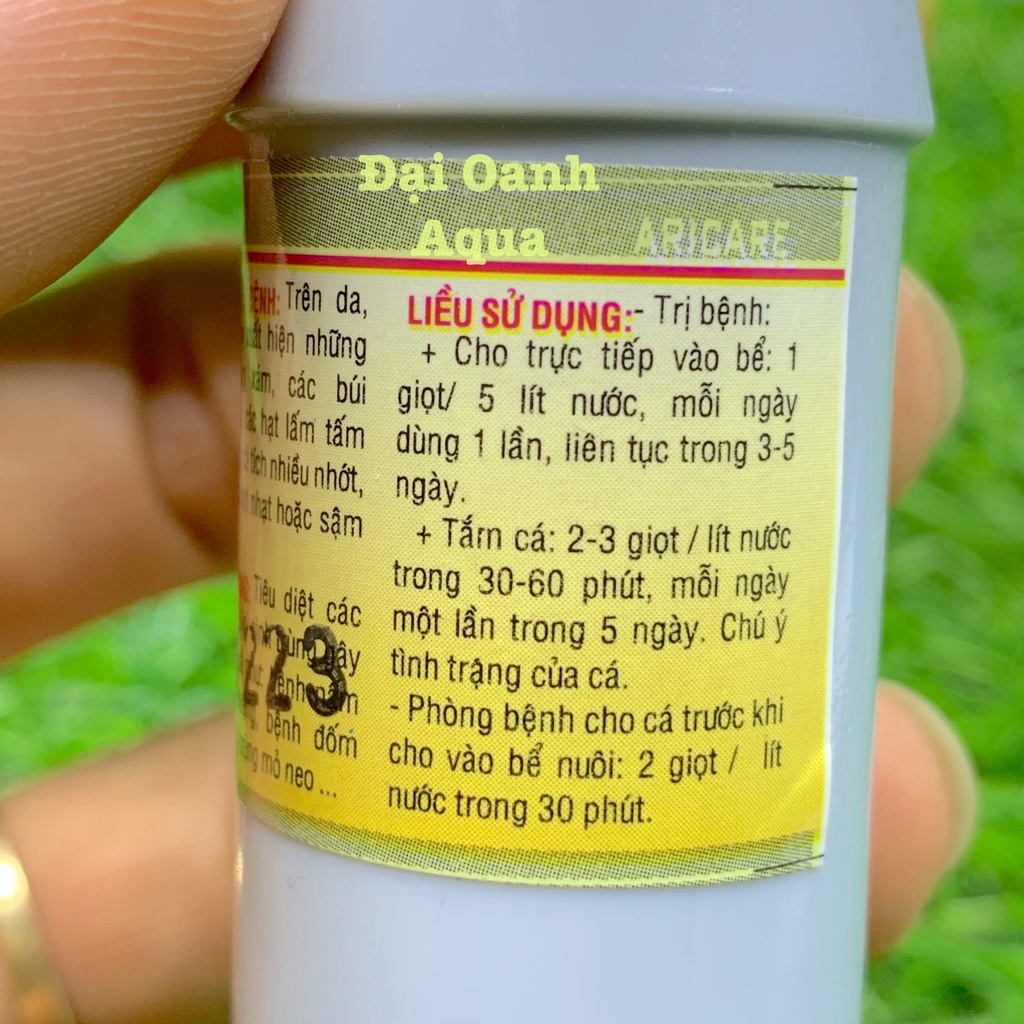 Đại Oanh
Aqua
ARICARE
Trên da,
hiện những
xám, các búi
hạt lấm tấm
tích nhiều nhớt,
nhạt hoặc sậm
Tiêu diệt các
bệnh đốm
mỏ neo ...
223
LIỀU SỬ DỤNG:- Trị bệnh:
+ Cho trực tiếp vào bể: 1
giọt/ 5 lít nước, mỗi ngày
dùng 1 lần, liên tục trong 3-5
ngày.
+ Tắm cá: 2-3 giọt / lít nước
trong 30-60 phút, mỗi ngày
một lần trong 5 ngày. Chú ý
tình trạng của cá.
- Phòng bệnh cho cá trước khi
cho vào bể nuôi: 2 giọt / lít
nước trong 30 phút.